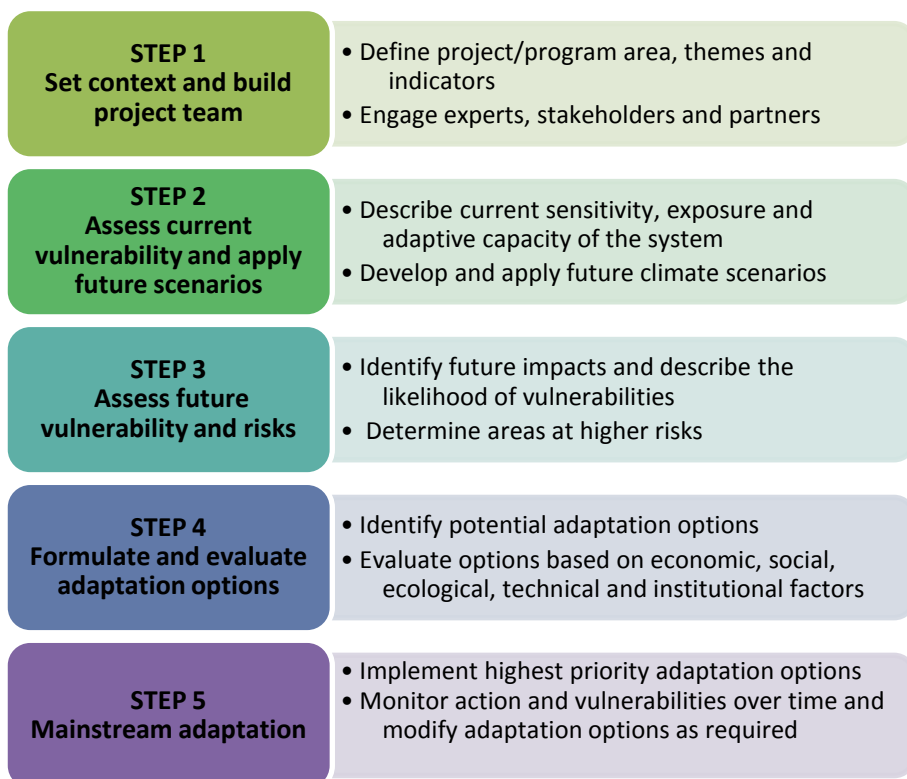 STEP 1
Set context and build
project team
• Define project/program area, themes and
indicators
• Engage experts, stakeholders and partners
STEP 2
Assess current
vulnerability and apply
future scenarios
• Describe current sensitivity, exposure and
adaptive capacity of the system
• Develop and apply future climate scenarios
STEP 3
Assess future
vulnerability and risks
• Identify future impacts and describe the
likelihood of vulnerabilities
• Determine areas at higher risks
STEP 4
Formulate and evaluate
adaptation options
• Identify potential adaptation options
• Evaluate options based on economic, social,
ecological, technical and institutional factors
STEP 5
Mainstream adaptation
• Implement highest priority adaptation options
• Monitor action and vulnerabilities over time and
modify adaptation options as required